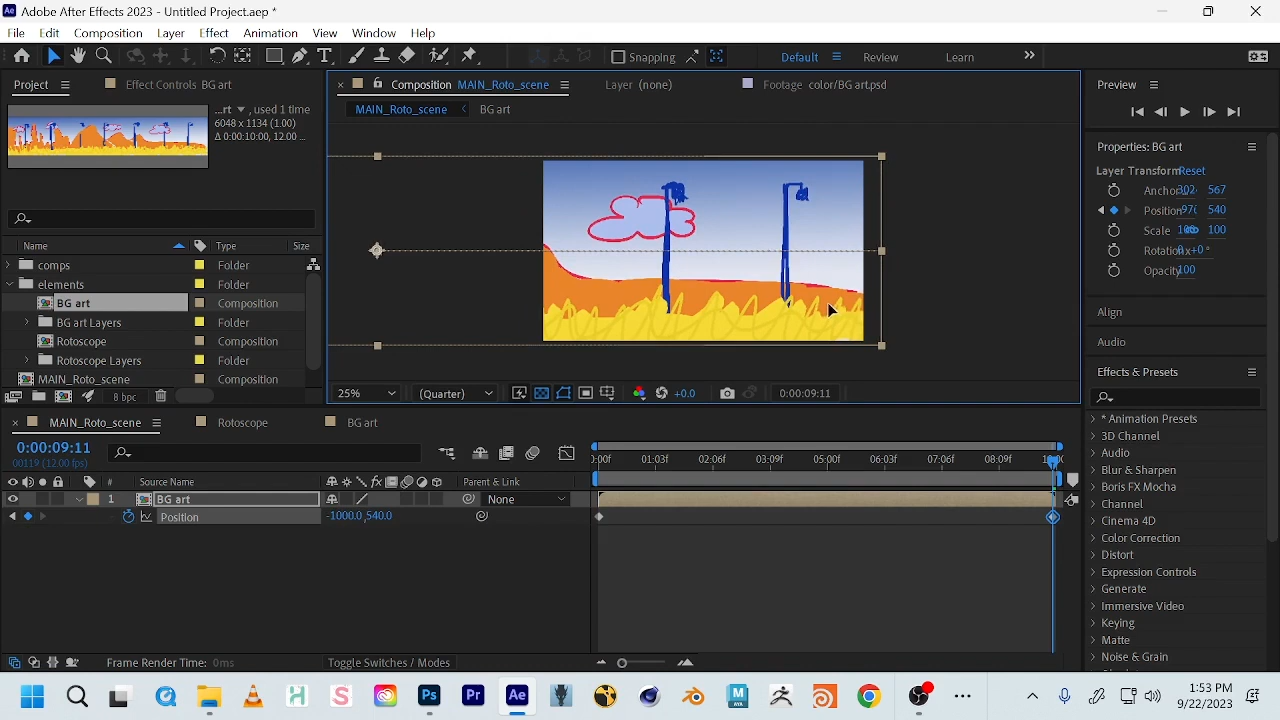 Adobe After Effects 2023 - Untitled Project.aep *
File Edit Composition Layer Effect Animation View Window Help
Snapping Default Review Learn
Project Effect Controls BG art
Composition MAIN_Roto_scene Layer (none) Footage color/BG art.psd
Preview
MAIN_Roto_scene BG art
...rt , used 1 time
6048 x 1134 (1.00)
Δ 0:00:10:00, 12.00 ...
Properties: BG art
Layer Transform Reset
567
540
Scale 100
Rotation 0x+0°
Opacity 100
Align
Audio
Effects & Presets
Name Type Size
comps Folder
elements Folder
BG art Composition
BG art Layers Folder
Rotoscope Composition
Rotoscope Layers Folder
MAIN_Roto_scene Composition
8 bpc
25% (Quarter) +0.0 0:00:09:11
* Animation Presets
3D Channel
Audio
Blur & Sharpen
Boris FX Mocha
Channel
Cinema 4D
Color Correction
Distort
Expression Controls
Generate
Immersive Video
Keying
Matte
Noise & Grain
MAIN_Roto_scene Rotoscope BG art
0:00:09:11
00119 (12.00 fps)
:00f 01:03f 02:06f 03:09f 05:00f 06:03f 07:06f 08:09f
# Source Name Parent & Link
1 BG art None
Position -1000.0,540.0
Frame Render Time: 0ms Toggle Switches / Modes
1:53 PM
9/22/2023